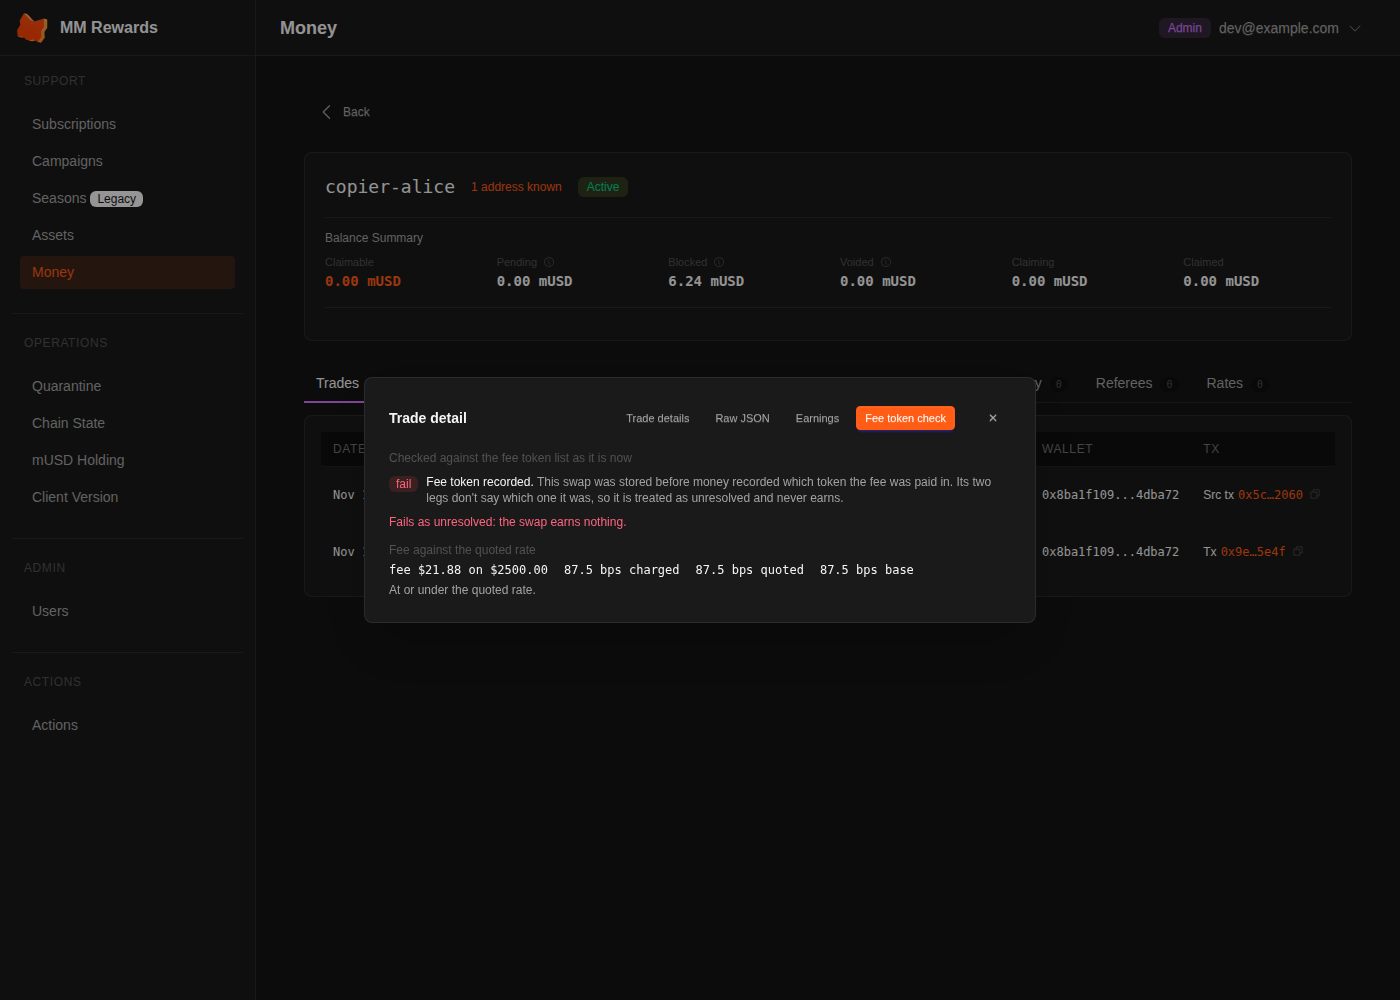 MM Rewards
Money
Admin dev@example.com
SUPPORT
Subscriptions
Campaigns
Seasons Legacy
Assets
Money
OPERATIONS
Quarantine
Chain State
mUSD Holding
Client Version
ADMIN
Users
ACTIONS
Actions
Back
copier-alice 1 address known Active
Balance Summary
Claimable Pending Blocked Voided Claiming Claimed
0.00 mUSD 0.00 mUSD 6.24 mUSD 0.00 mUSD 0.00 mUSD 0.00 mUSD
Trades y 0 Referees 0 Rates 0
DATE WALLET TX
Nov 0x8ba1f109...4dba72 Src tx 0x5c…2060
Nov 0x8ba1f109...4dba72 Tx 0x9e…5e4f
Trade detail Trade details Raw JSON Earnings Fee token check ×
Checked against the fee token list as it is now
fail Fee token recorded. This swap was stored before money recorded which token the fee was paid in. Its two
legs don't say which one it was, so it is treated as unresolved and never earns.
Fails as unresolved: the swap earns nothing.
Fee against the quoted rate
fee $21.88 on $2500.00 87.5 bps charged 87.5 bps quoted 87.5 bps base
At or under the quoted rate.